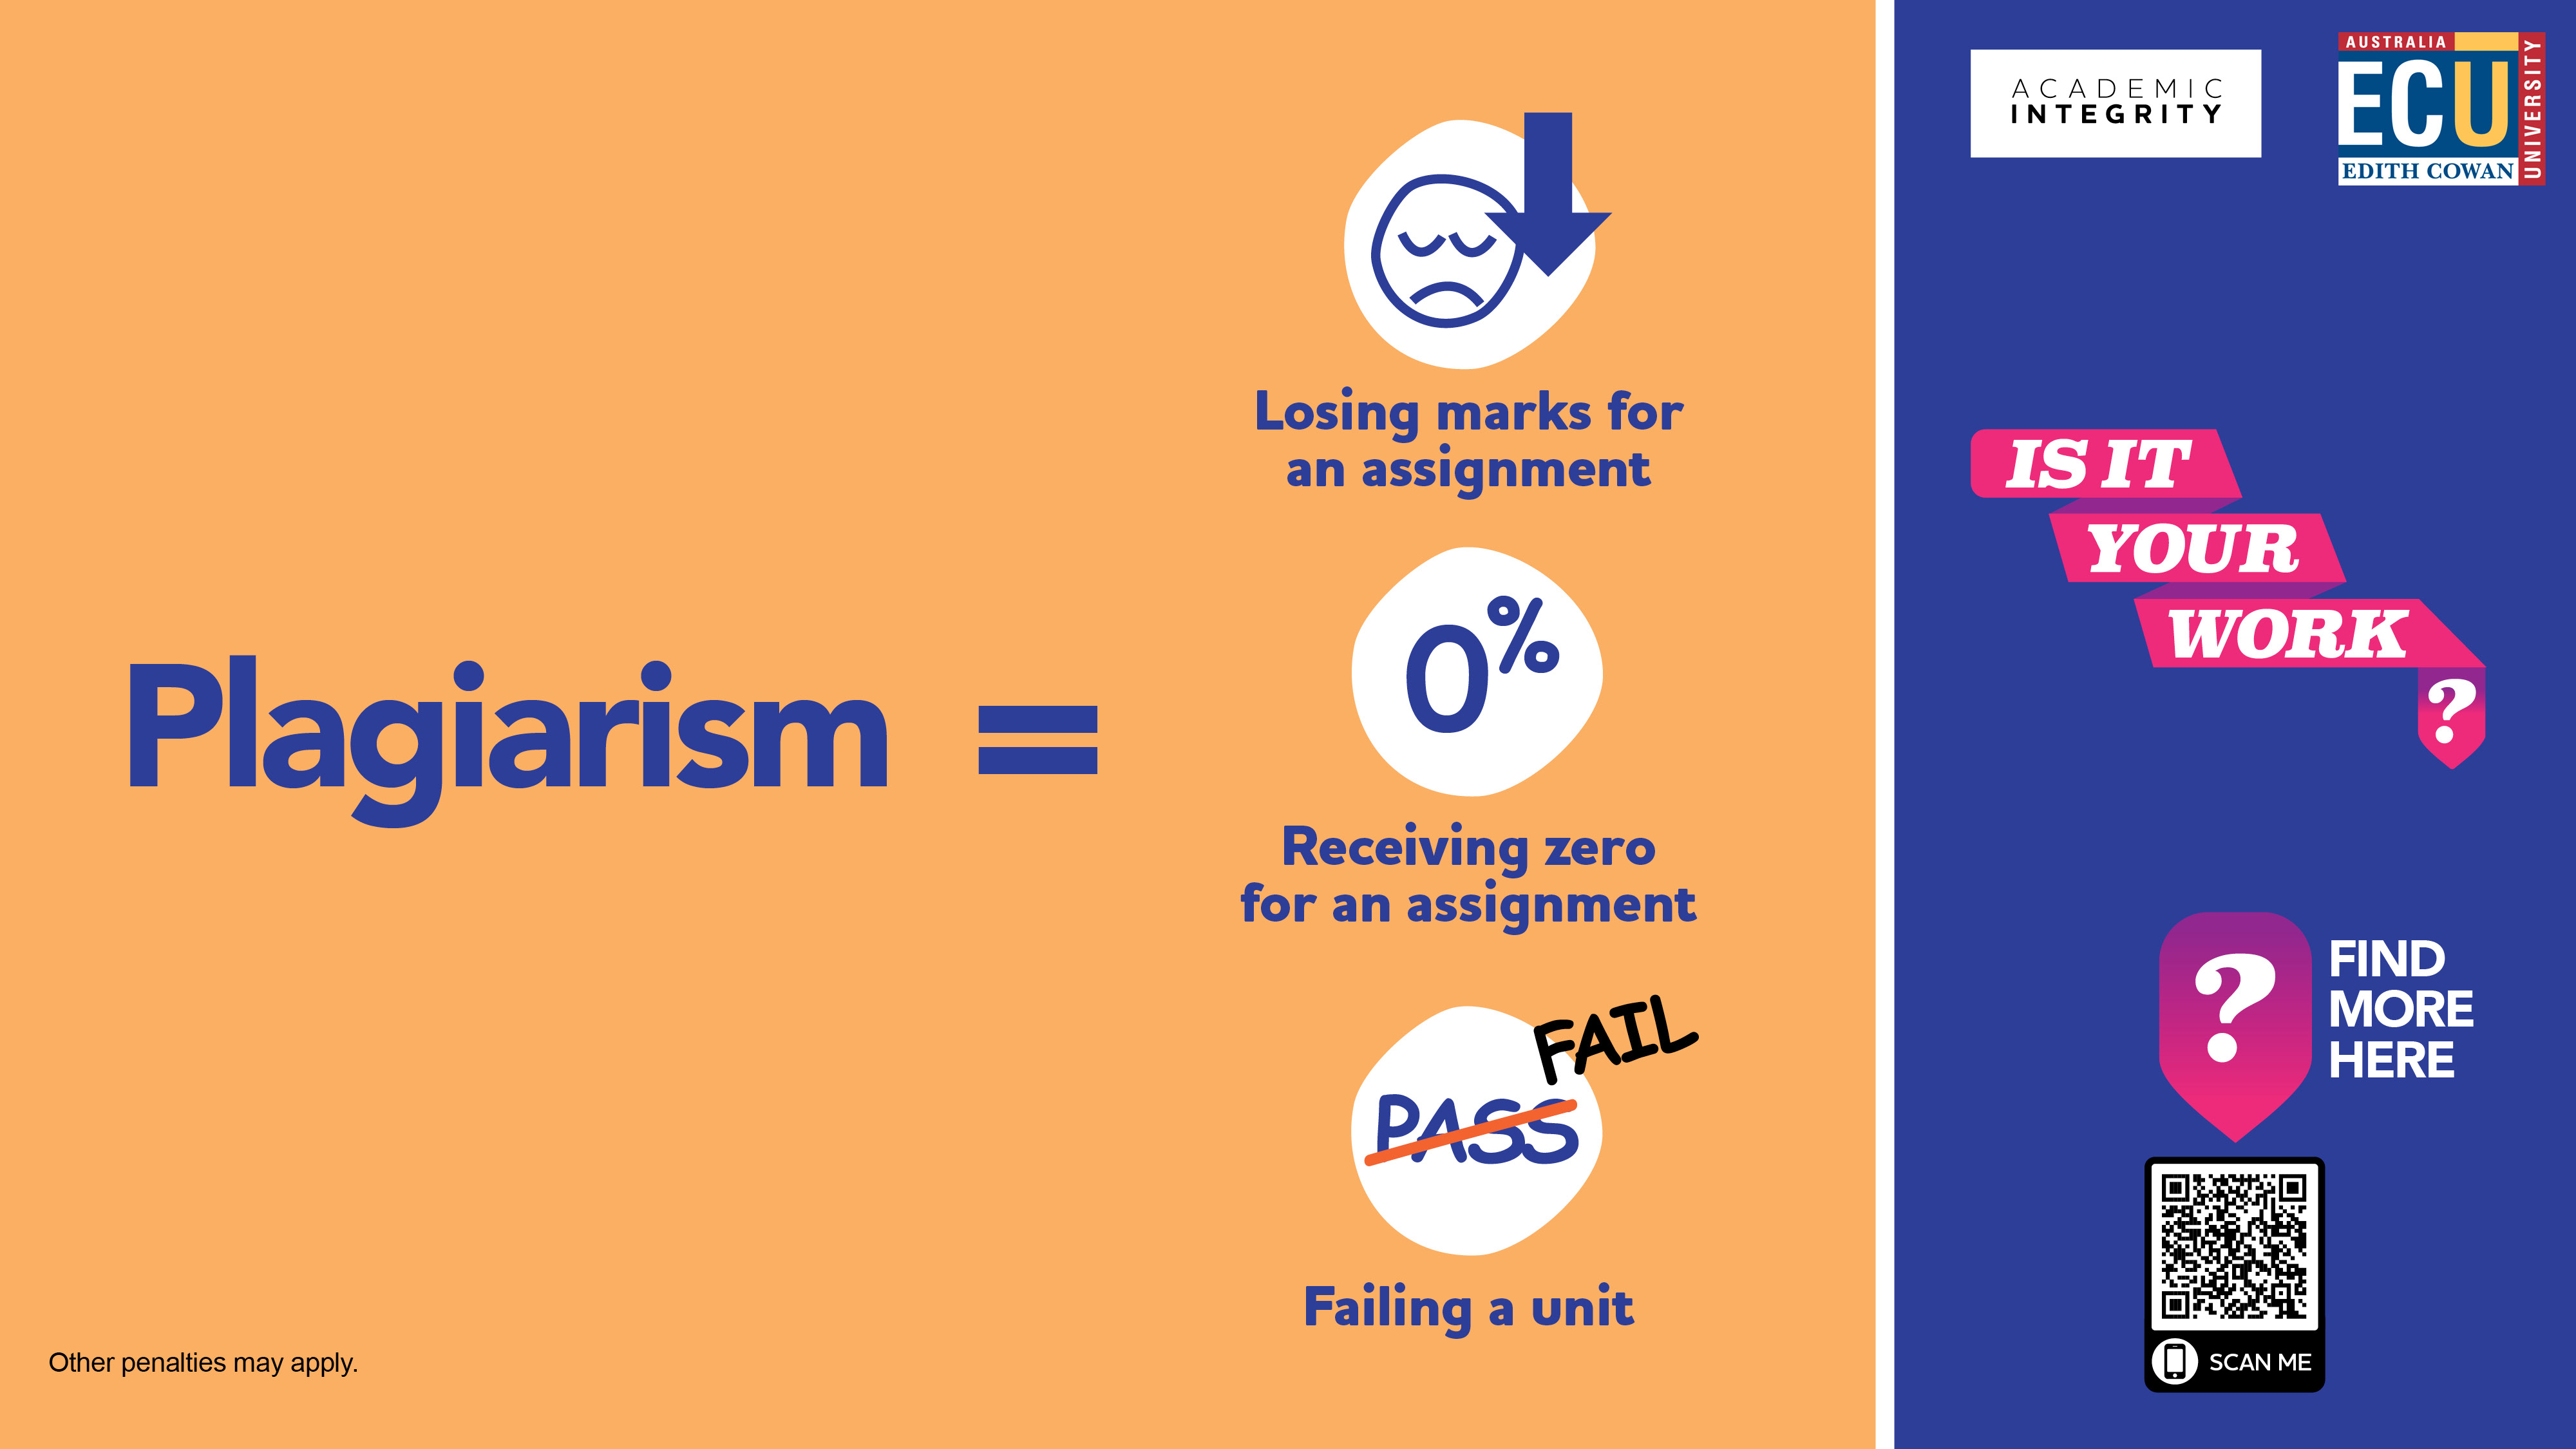 Plagiarism =
Losing marks for
an assignment
0%
Receiving zero
for an assignment
FAIL
PASS
Failing a unit
Other penalties may apply.
ACADEMIC
INTEGRITY
AUSTRALIA
ECU
EDITH COWAN
UNIVERSITY
IS IT
YOUR
WORK
?
?
FIND
MORE
HERE
SCAN ME